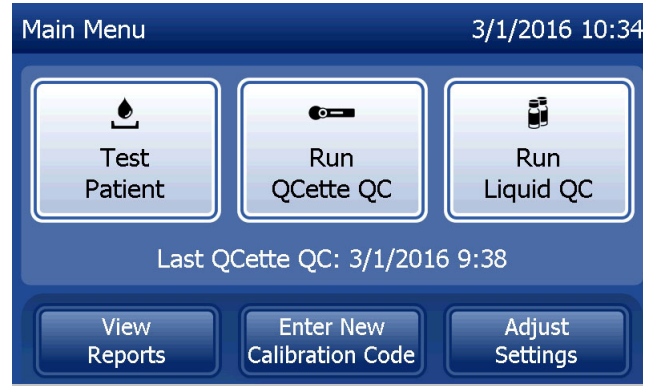 Main Menu 3/1/2016 10:34
Test Patient
Run QCette QC
Run Liquid QC
Last QCette QC: 3/1/2016 9:38
View Reports
Enter New Calibration Code
Adjust Settings